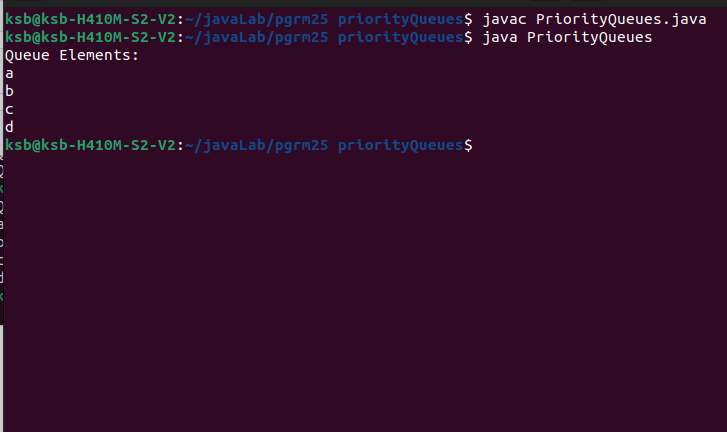 ksb@ksb-H410M-S2-V2:~/javaLab/pgrm25 priorityQueues$ javac PriorityQueues.java
ksb@ksb-H410M-S2-V2:~/javaLab/pgrm25 priorityQueues$ java PriorityQueues
Queue Elements:
a
b
c
d
ksb@ksb-H410M-S2-V2:~/javaLab/pgrm25 priorityQueues$